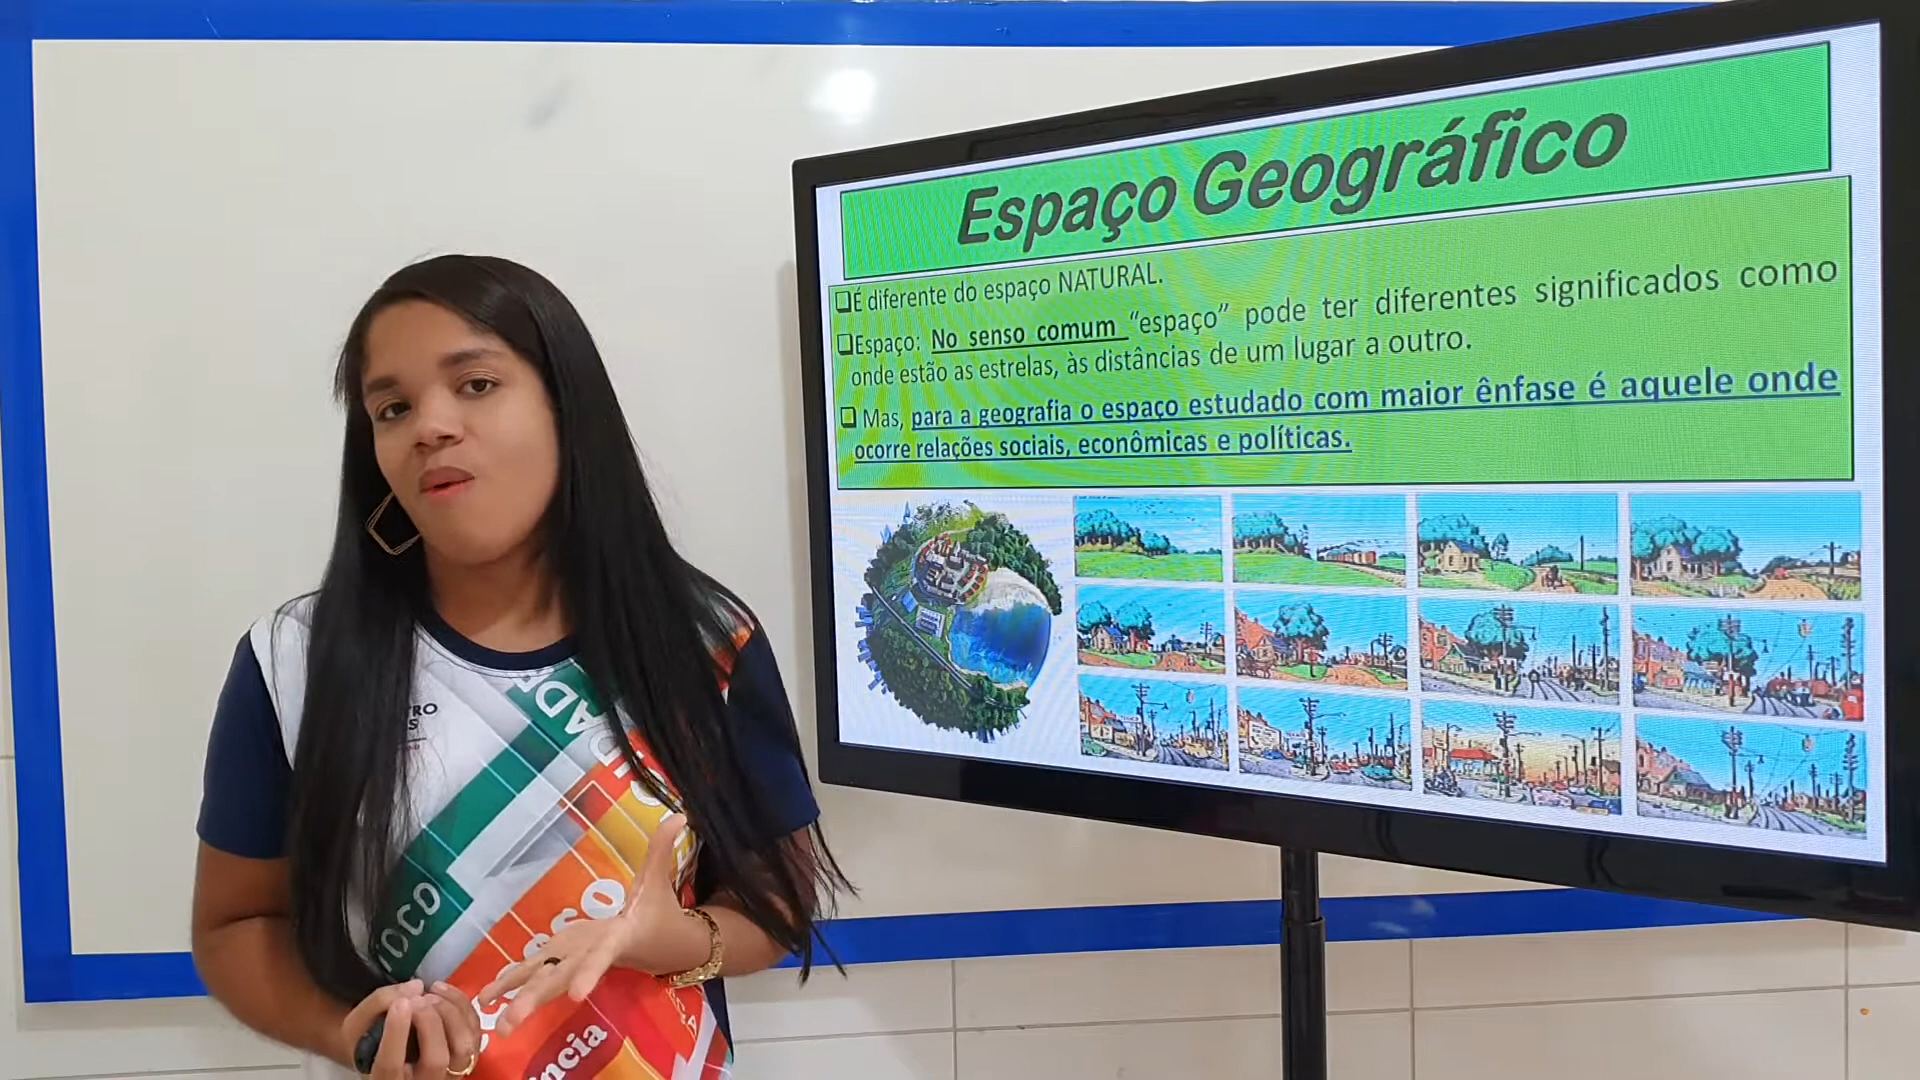 Espaço Geográfico
❑É diferente do espaço NATURAL.
❑Espaço: No senso comum “espaço” pode ter diferentes significados como
onde estão as estrelas, às distâncias de um lugar a outro.
❑ Mas, para a geografia o espaço estudado com maior ênfase é aquele onde
ocorre relações sociais, econômicas e políticas.